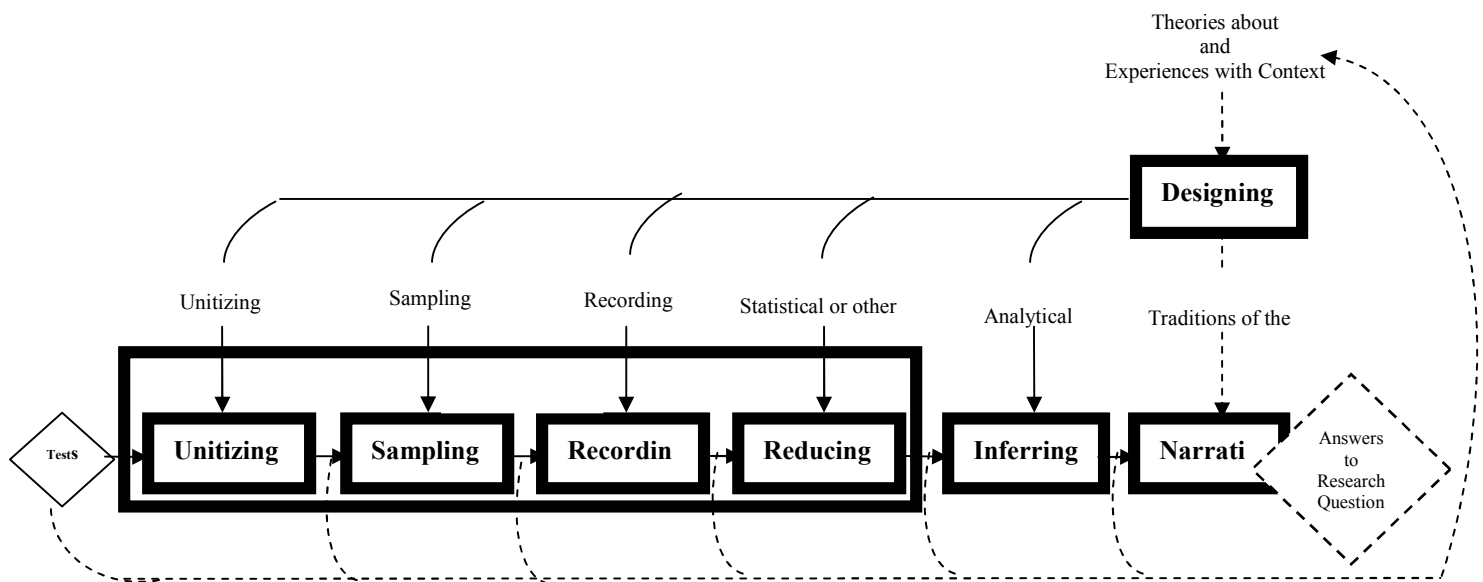 Theories about
and
Experiences with Context
Designing
Unitizing
Sampling
Recording
Statistical or other
Analytical
Traditions of the
Tests
Unitizing
Sampling
Recordin
Reducing
Inferring
Narrati
Answers
to
Research
Question